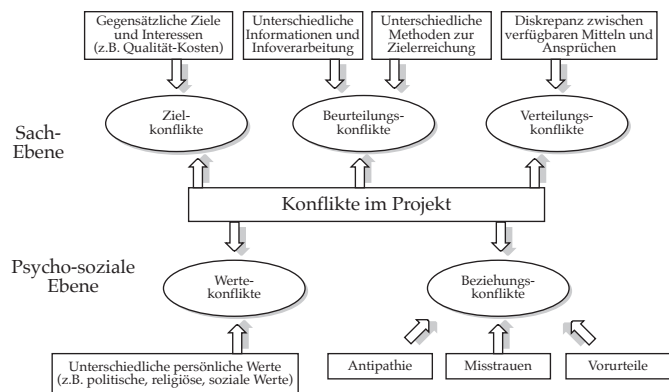 Gegensätzliche Ziele
und Interessen
(z.B. Qualität-Kosten)
Unterschiedliche
Informationen und
Infoverarbeitung
Unterschiedliche
Methoden zur
Zielerreichung
Diskrepanz zwischen
verfügbaren Mitteln und
Ansprüchen
Sach-
Ebene
Ziel-
konflikte
Beurteilungs-
konflikte
Verteilungs-
konflikte
Konflikte im Projekt
Psycho-soziale
Ebene
Werte-
konflikte
Beziehungs-
konflikte
Unterschiedliche persönliche Werte
(z.B. politische, religiöse, soziale Werte)
Antipathie
Misstrauen
Vorurteile